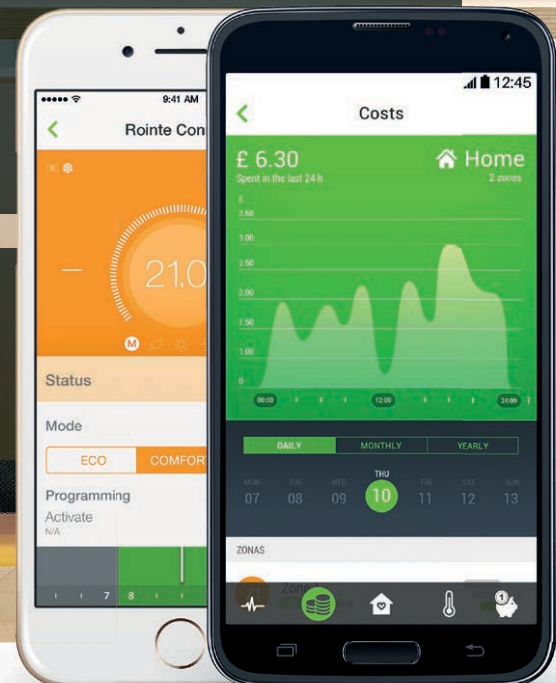 9:41 AM
Rointe Con
21.0
M
Status
Mode
ECO
COMFOR
Programming
Activate
N/A
7 8
12:45
Costs
£ 6.30
Spent in the last 24 h
Home
2 zones
£
3.60
3.00
2.50
2.00
1.50
1.00
0
00:00
12:00
24:00
T
DAILY
MONTHLY
YEARLY
MON
TUE
WED
THU
FRI
SAT
SUN
07
08
09
10
11
12
13
ZONAS
Zone
1